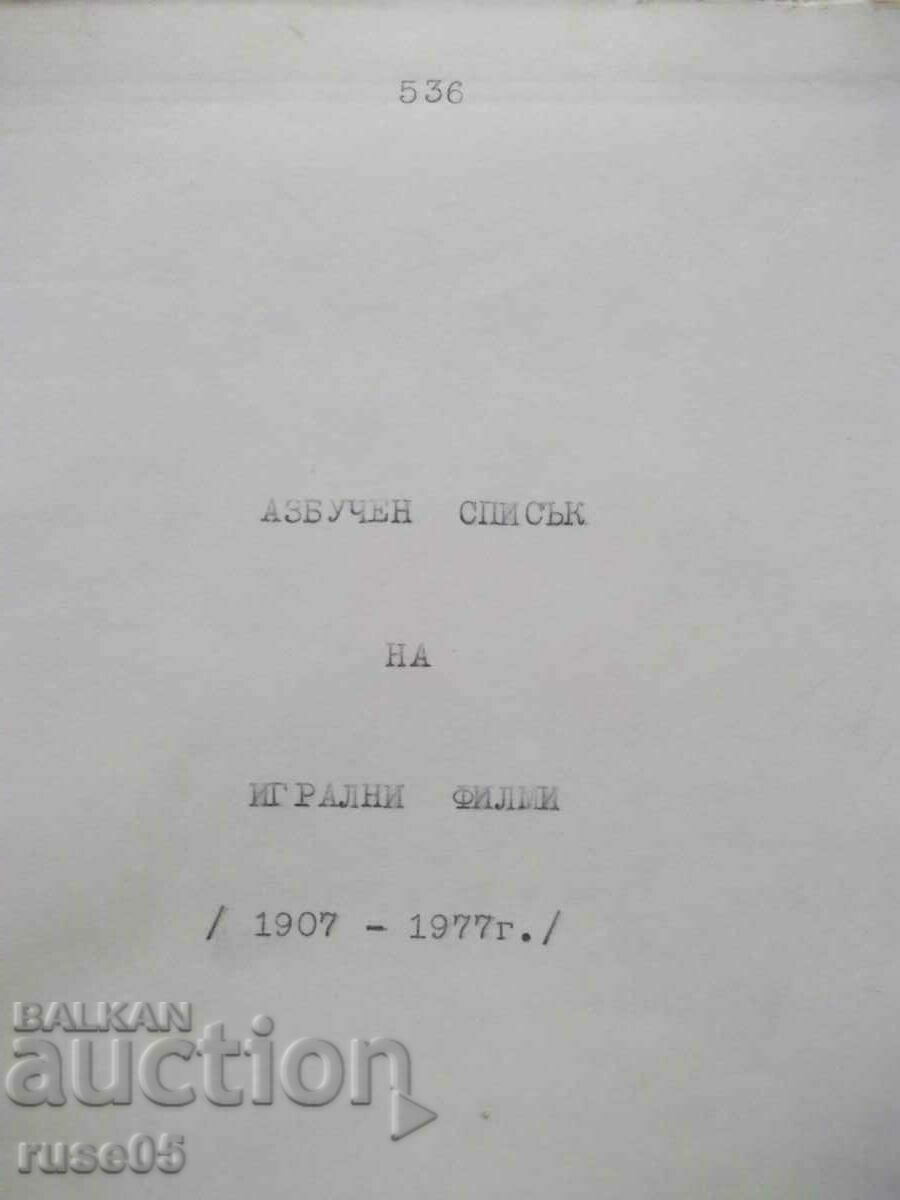 536
АЗБУЧЕН СПИСЪК
НА
ИГРАЛНИ ФИЛМИ
/ 1907 - 1977г./
BALKAN
auction
ruse05